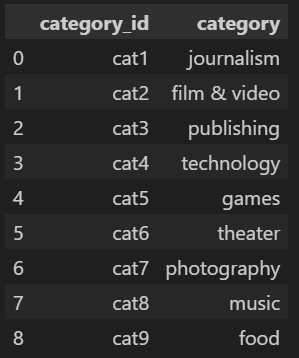 category_id category
0 cat1 journalism
1 cat2 film & video
2 cat3 publishing
3 cat4 technology
4 cat5 games
5 cat6 theater
6 cat7 photography
7 cat8 music
8 cat9 food